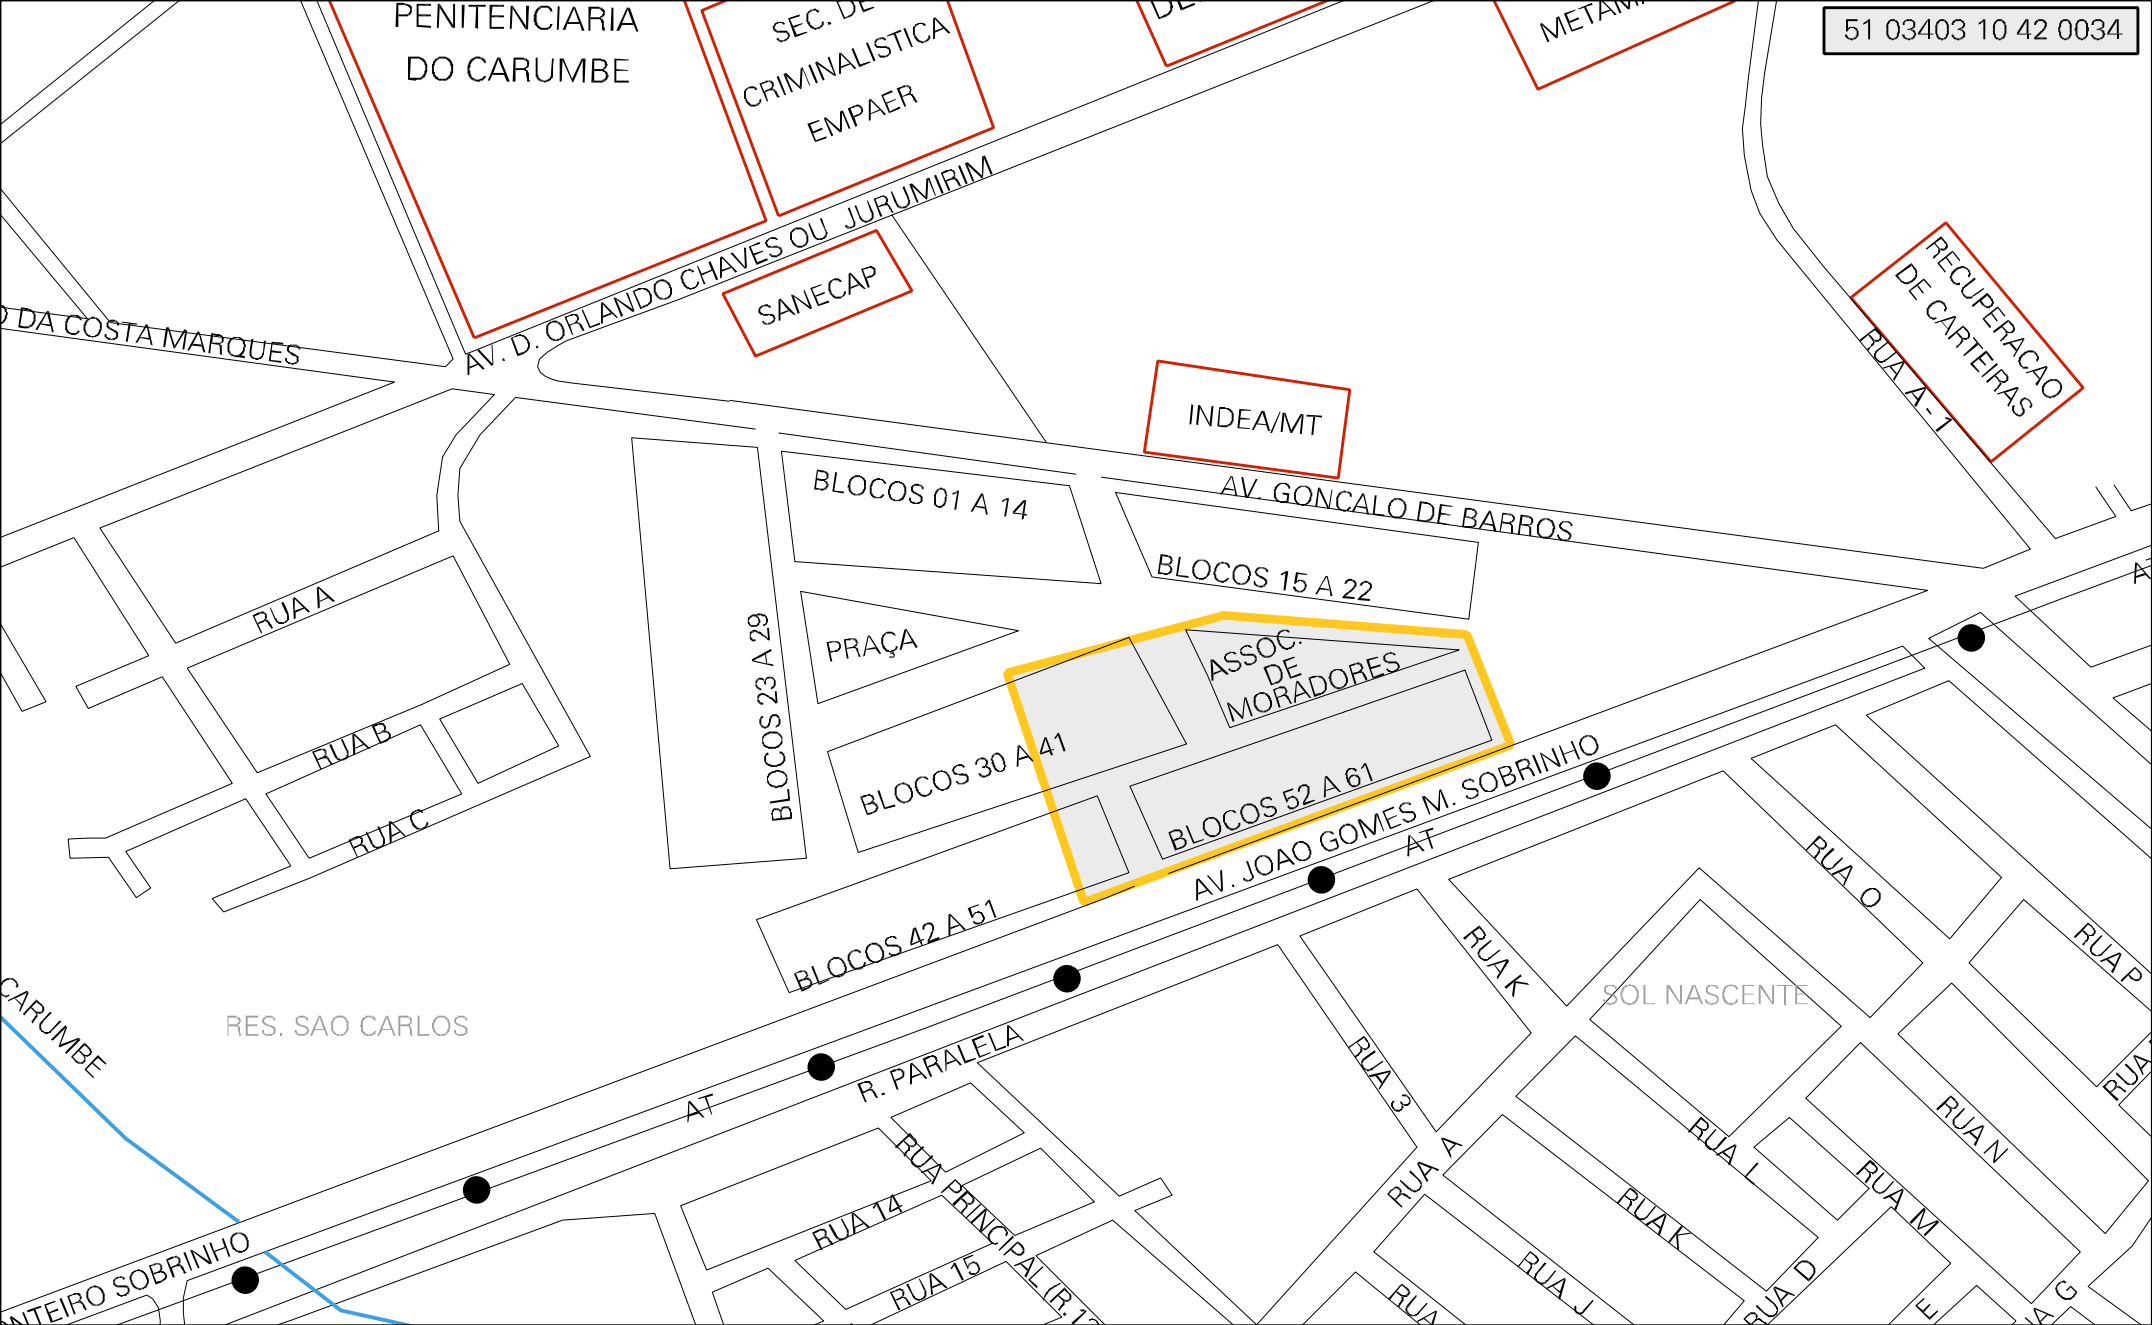 PENITENCIARIA
DO CARUMBE
SEC. DE
CRIMINALISTICA
EMPAER
51 03403 10 42 0034
AV. D. ORLANDO CHAVES OU JURUMIRIM
SANECAP
DA COSTA MARQUES
INDEA/MT
RECUPERACAO
DE CARTEIRAS
RUA A-1
AV. GONCALO DE BARROS
BLOCOS 01 A 14
BLOCOS 15 A 22
PRAÇA
BLOCOS 23 A 29
ASSOC.
DE
MORADORES
BLOCOS 30 A 41
BLOCOS 52 A 61
BLOCOS 42 A 51
RUA A
RUA B
RUA C
AV. JOAO GOMES M. SOBRINHO
AT
RUA O
RUA P
RUA K
SOL NASCENTE
RES. SAO CARLOS
CARUMBE
R. PARALELA
AT
RUA 3
RUA A
RUA L
RUA N
RUA M
RUA
RUA K
RUA J
RUA D
RUA
E
G
RUA 14
RUA 15
RUA PRINCIPAL (R.13
SOBRINHO